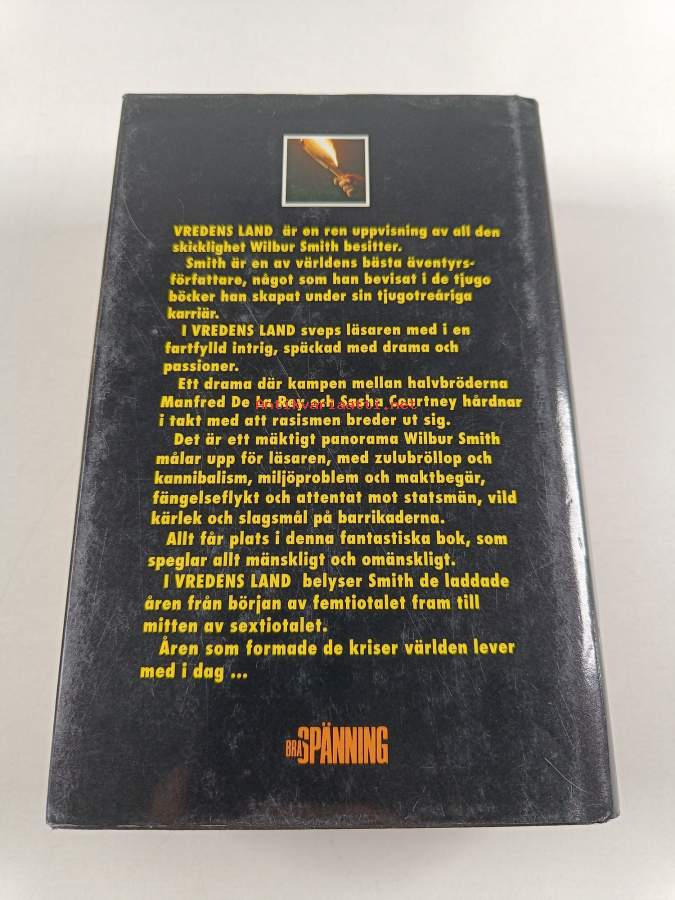 VREDENS LAND är en ren uppvisning av all den
skicklighet Wilbur Smith besitter.
Smith är en av världens bästa äventyrs-
författare, något som han bevisat i de tjugo
böcker han skapat under sin tjugotreåriga
karriär.
I VREDENS LAND sveps läsaren med i en
fartfylld intrig, späckad med drama och
passioner.
Ett drama där kampen mellan halvbröderna
Manfred De La Rey och Sasha Courtney hårdnar
Antikvariaatti.net
i takt med att rasismen breder ut sig.
Det är ett mäktigt panorama Wilbur Smith
målar upp för läsaren, med zulubröllop och
kannibalism, miljöproblem och maktbegär,
fängelseflykt och attentat mot statsmän, vild
kärlek och slagsmål på barrikaderna.
Allt får plats i denna fantastiska bok, som
speglar allt mänskligt och omänskligt.
I VREDENS LAND belyser Smith de laddade
åren från början av femtiotalet fram till
mitten av sextiotalet.
Åren som formade de kriser världen lever
med i dag ...
BRA SPÄNNING